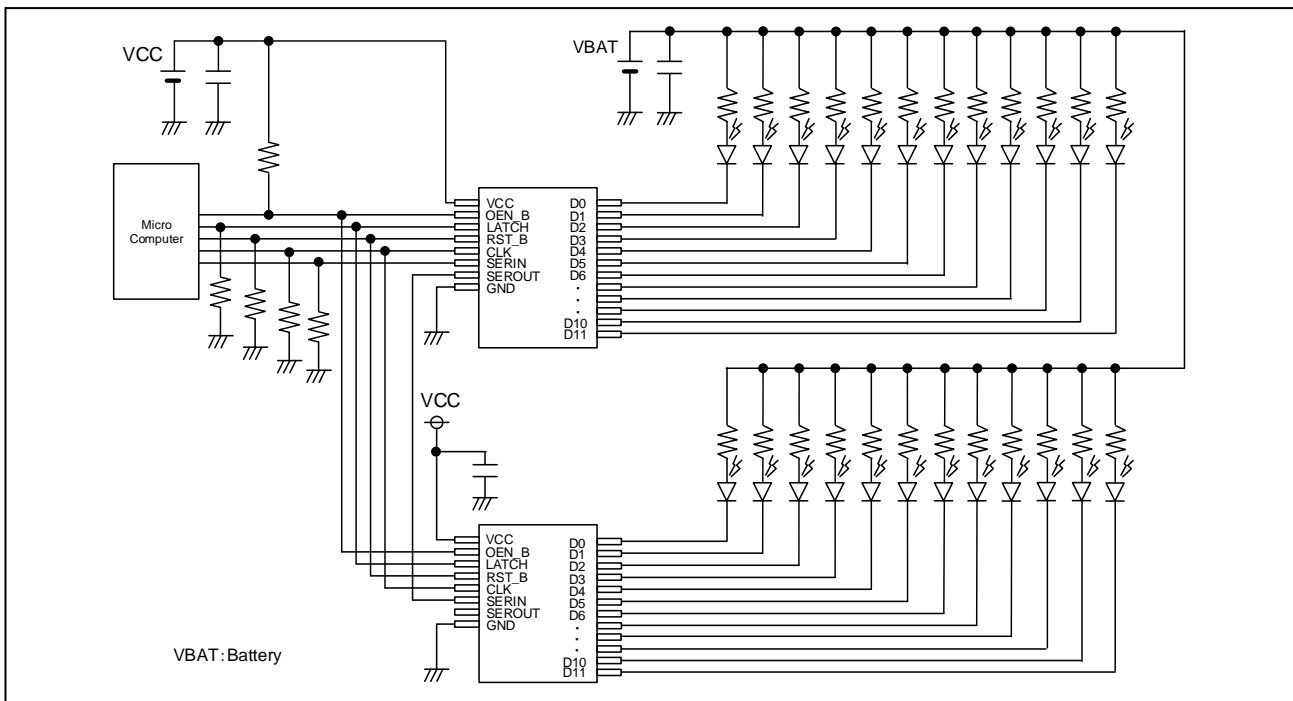 VCC
VBAT
Micro
Computer
VCC
OEN_B
LATCH
RST_B
CLK
SERIN
SEROUT
GND
D0
D1
D2
D3
D4
D5
D6
.
.
.
D10
D11
VCC
VCC
OEN_B
LATCH
RST_B
CLK
SERIN
SEROUT
GND
D0
D1
D2
D3
D4
D5
D6
.
.
.
D10
D11
VBAT:Battery